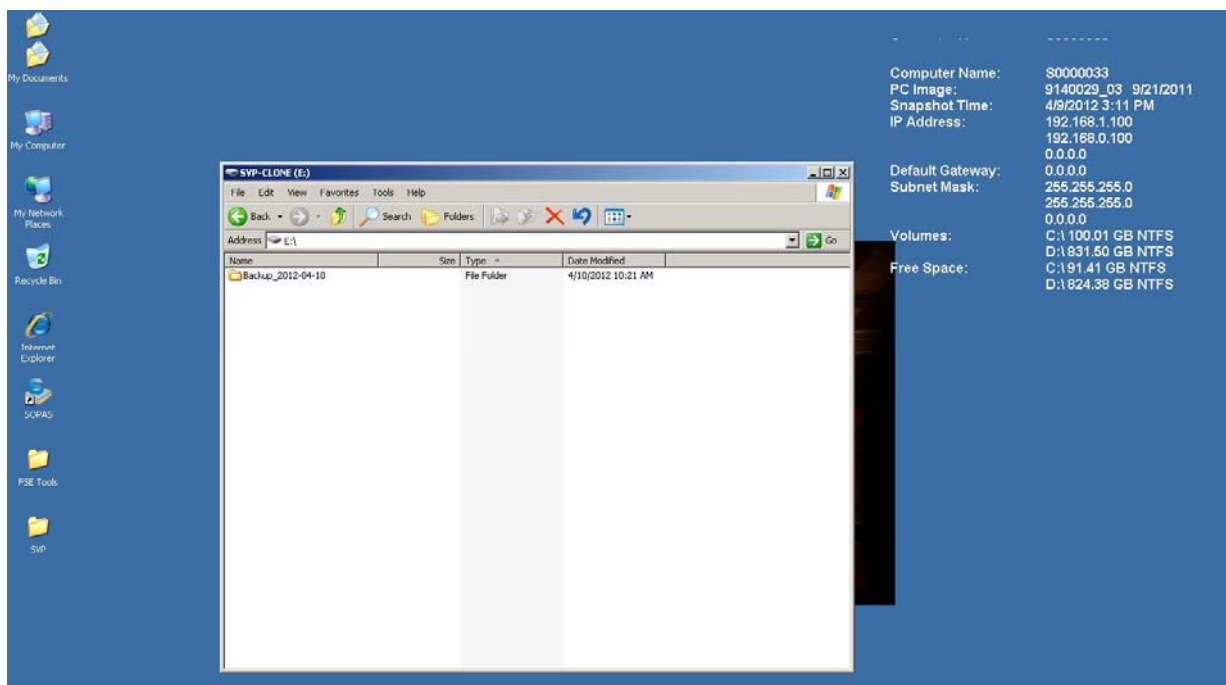 My Documents
My Computer
My Network
Places
Recycle Bin
Internet
Explorer
SOPAS
FSE Tools
SVP
SVP-CLONE (E:)
File Edit View Favorites Tools Help
Back Search Folders
Address E:\ Go
Name Size Type Date Modified
Backup_2012-04-10 File Folder 4/10/2012 10:21 AM
Computer Name: S0000033
PC Image: 9140029_03 9/21/2011
Snapshot Time: 4/9/2012 3:11 PM
IP Address: 192.168.1.100
192.168.0.100
0.0.0.0
Default Gateway: 0.0.0.0
Subnet Mask: 255.255.255.0
255.255.255.0
0.0.0.0
Volumes: C:\ 100.01 GB NTFS
D:\ 831.50 GB NTFS
Free Space: C:\ 91.41 GB NTFS
D:\ 824.38 GB NTFS